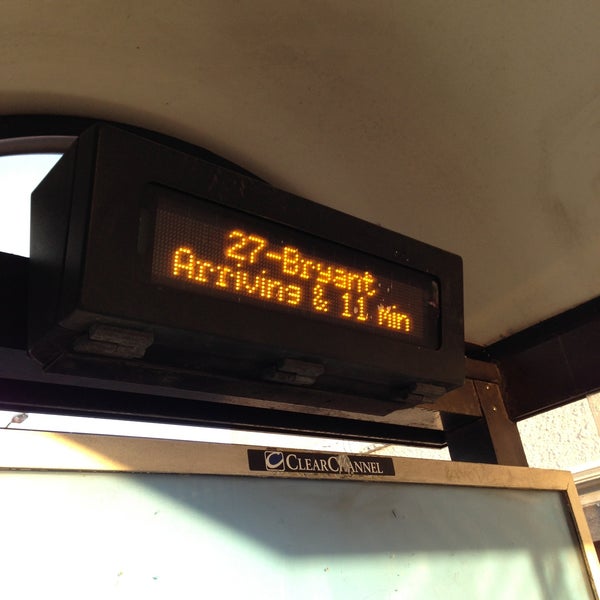 27-Bryant
Arriving & 11 Min
CLEARCHANNEL